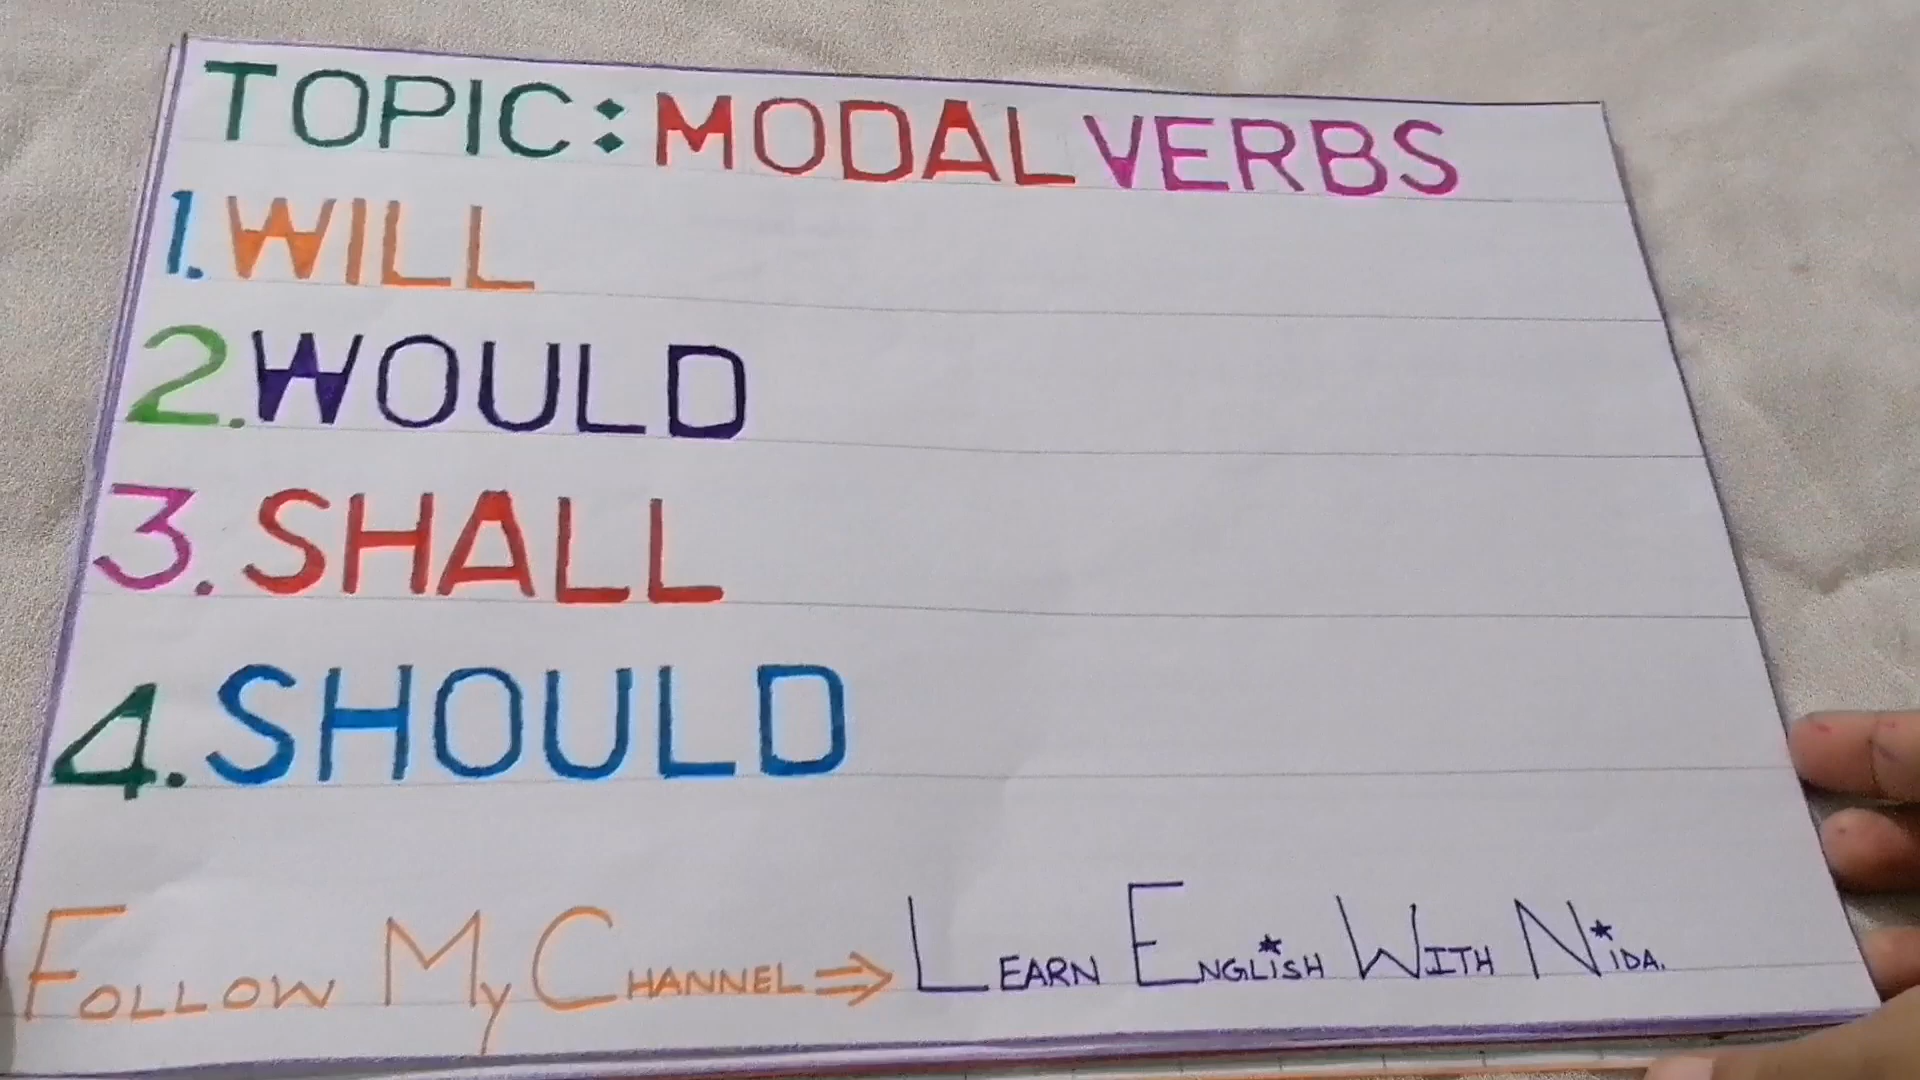 TOPIC: MODAL VERBS
1. WILL
2. WOULD
3. SHALL
4. SHOULD
FOLLOW MY CHANNEL ⇒ LEARN ENGLISH WITH NIDA.